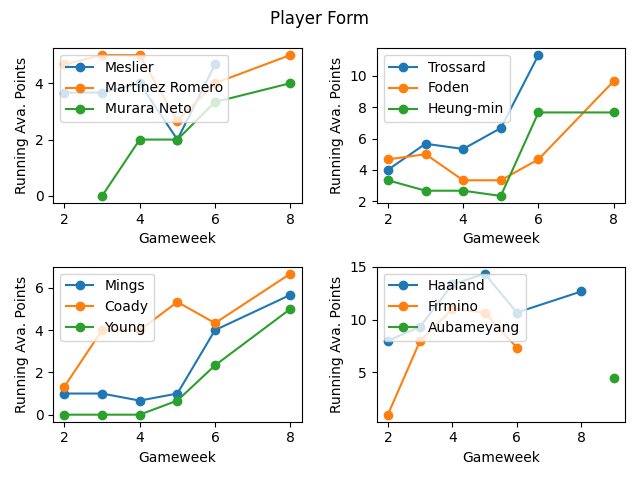 Player Form
Running Ava. Points
4
2
0
Meslier
Martínez Romero
Murara Neto
2 4 6 8
Gameweek
Running Ava. Points
10
8
6
4
2
Trossard
Foden
Heung-min
2 4 6 8
Gameweek
Running Ava. Points
6
4
2
0
Mings
Coady
Young
2 4 6 8
Gameweek
Running Ava. Points
15
10
5
Haaland
Firmino
Aubameyang
2 4 6 8
Gameweek